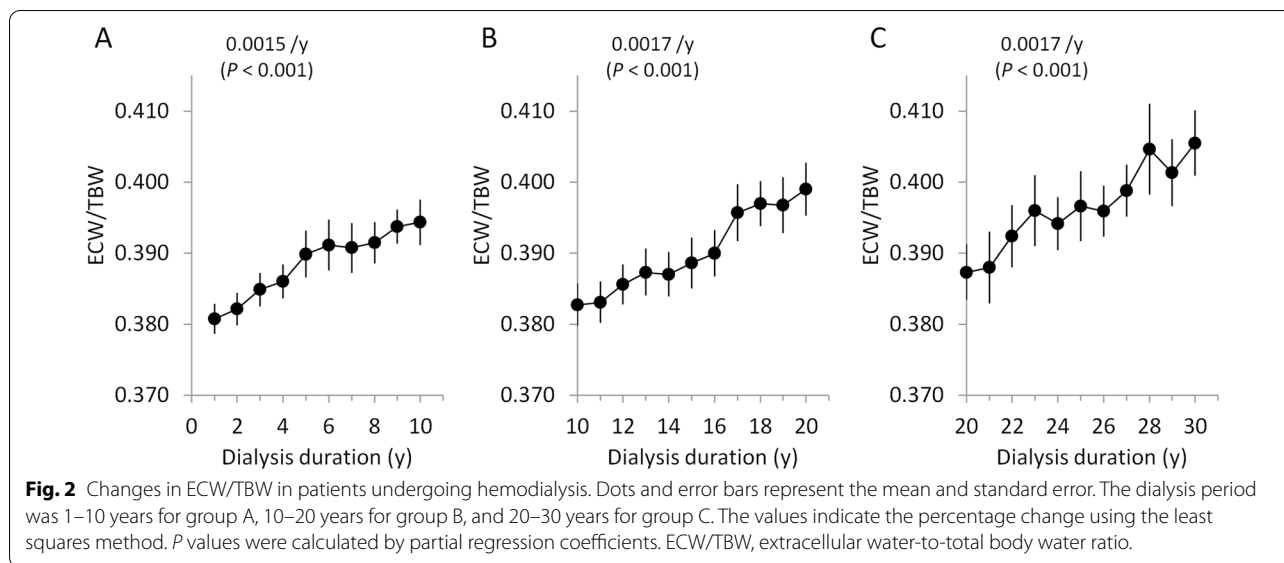 A
0.0015 /y
(P < 0.001)
0.410
0.400
0.390
0.380
0.370
ECW/TBW
0 2 4 6 8 10
Dialysis duration (y)
B
0.0017 /y
(P < 0.001)
0.410
0.400
0.390
0.380
0.370
ECW/TBW
10 12 14 16 18 20
Dialysis duration (y)
C
0.0017 /y
(P < 0.001)
0.410
0.400
0.390
0.380
0.370
ECW/TBW
20 22 24 26 28 30
Dialysis duration (y)
Fig. 2 Changes in ECW/TBW in patients undergoing hemodialysis. Dots and error bars represent the mean and standard error. The dialysis period
was 1–10 years for group A, 10–20 years for group B, and 20–30 years for group C. The values indicate the percentage change using the least
squares method. P values were calculated by partial regression coefficients. ECW/TBW, extracellular water-to-total body water ratio.